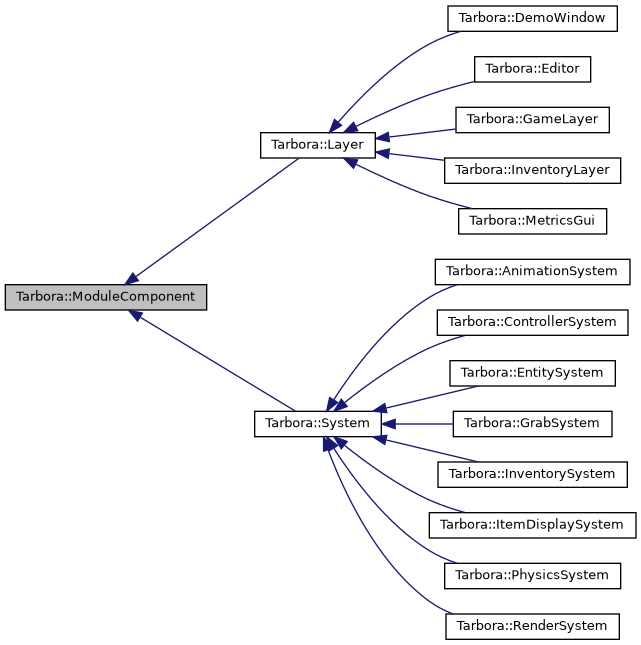 Tarbora::DemoWindow
Tarbora::Editor
Tarbora::GameLayer
Tarbora::Layer
Tarbora::InventoryLayer
Tarbora::MetricsGui
Tarbora::AnimationSystem
Tarbora::ModuleComponent
Tarbora::ControllerSystem
Tarbora::EntitySystem
Tarbora::System
Tarbora::GrabSystem
Tarbora::InventorySystem
Tarbora::ItemDisplaySystem
Tarbora::PhysicsSystem
Tarbora::RenderSystem